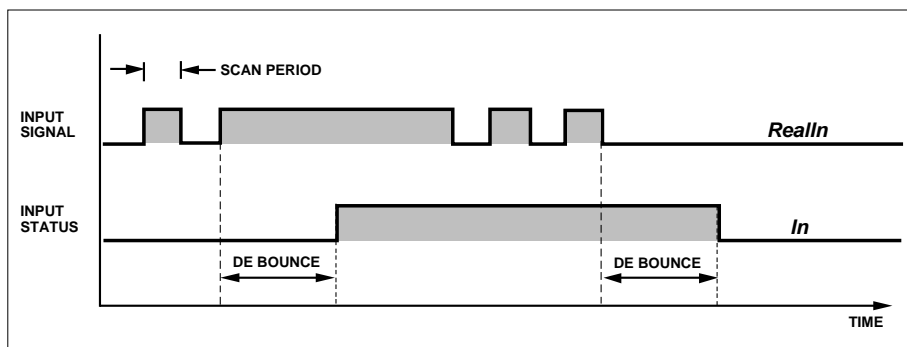 SCAN PERIOD
INPUT
SIGNAL
RealIn
INPUT
STATUS
In
DE BOUNCE
DE BOUNCE
TIME